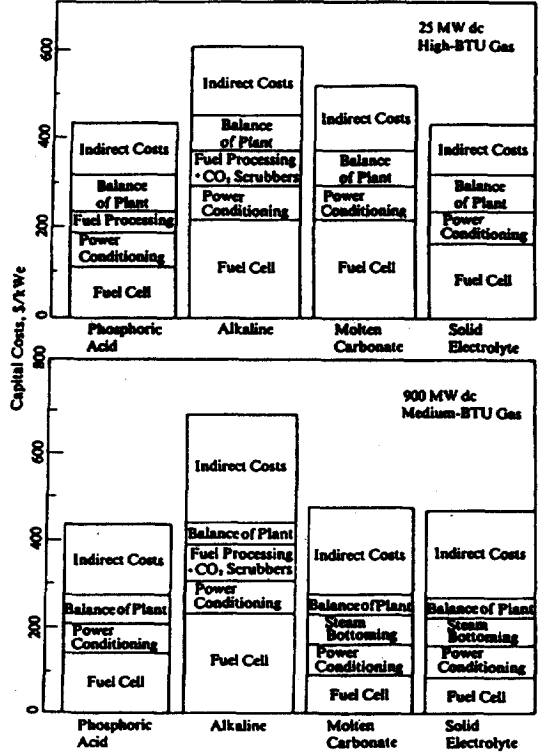 Capital Costs, $/kWe
25 MW dc
High-BTU Gas
600
400
200
0
Indirect Costs
Balance
of Plant
Fuel Processing
Power
Conditioning
Fuel Cell
Indirect Costs
Balance
of Plant
Fuel Processing
· CO₂ Scrubbers
Power
Conditioning
Fuel Cell
Indirect Costs
Balance
of Plant
Power
Conditioning
Fuel Cell
Indirect Costs
Balance
of Plant
Power
Conditioning
Fuel Cell
Phosphoric
Acid
Alkaline
Molten
Carbonate
Solid
Electrolyte
900 MW dc
Medium-BTU Gas
800
600
400
200
0
Indirect Costs
Balance of Plant
Power
Conditioning
Fuel Cell
Indirect Costs
Balance of Plant
Fuel Processing
· CO₂ Scrubbers
Power
Conditioning
Fuel Cell
Indirect Costs
Balance of Plant
Steam
Bottoming
Power
Conditioning
Fuel Cell
Indirect Costs
Balance of Plant
Steam
Bottoming
Power
Conditioning
Fuel Cell
Phosphoric
Acid
Alkaline
Molten
Carbonate
Solid
Electrolyte